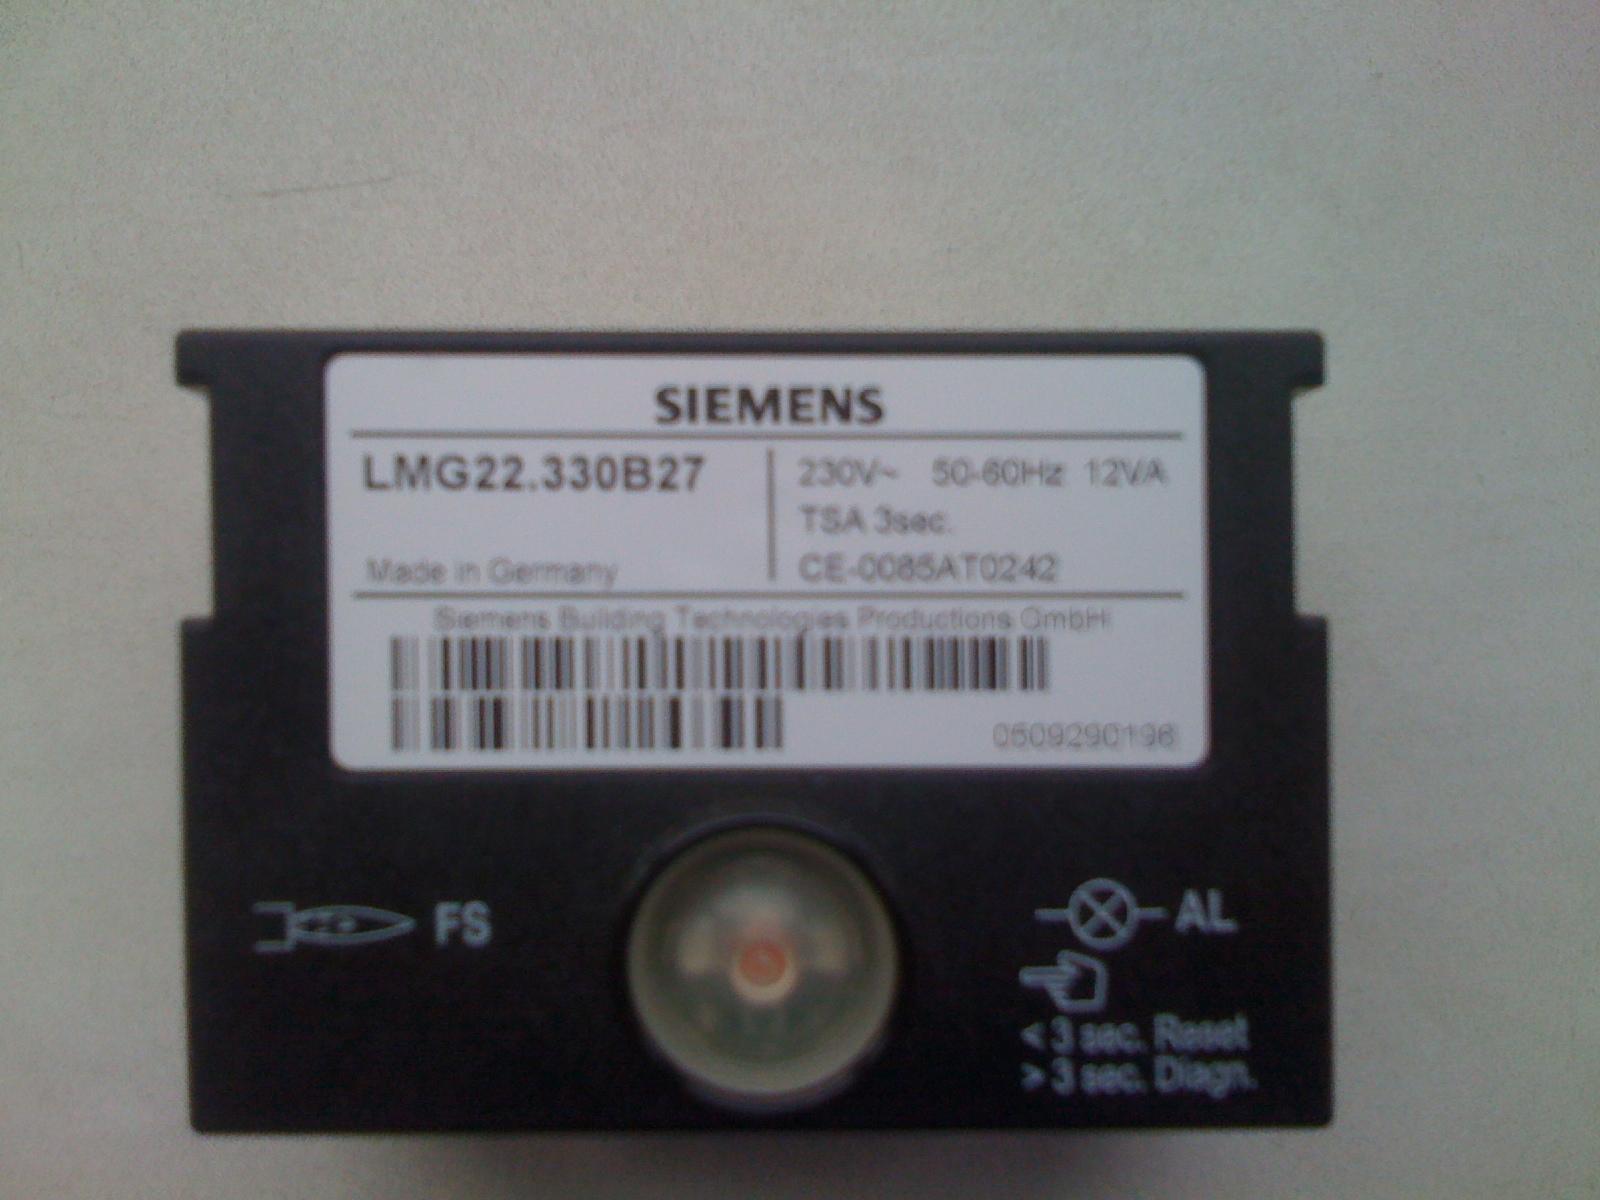 SIEMENS
LMG22.330B27
230V~ 50-60Hz 12VA
TSA 3sec.
Made in Germany
CE-0085AT0242
Siemens Building Technologies Productions GmbH
0509290196
FS
AL
< 3 sec. Reset
> 3 sec. Diagn.